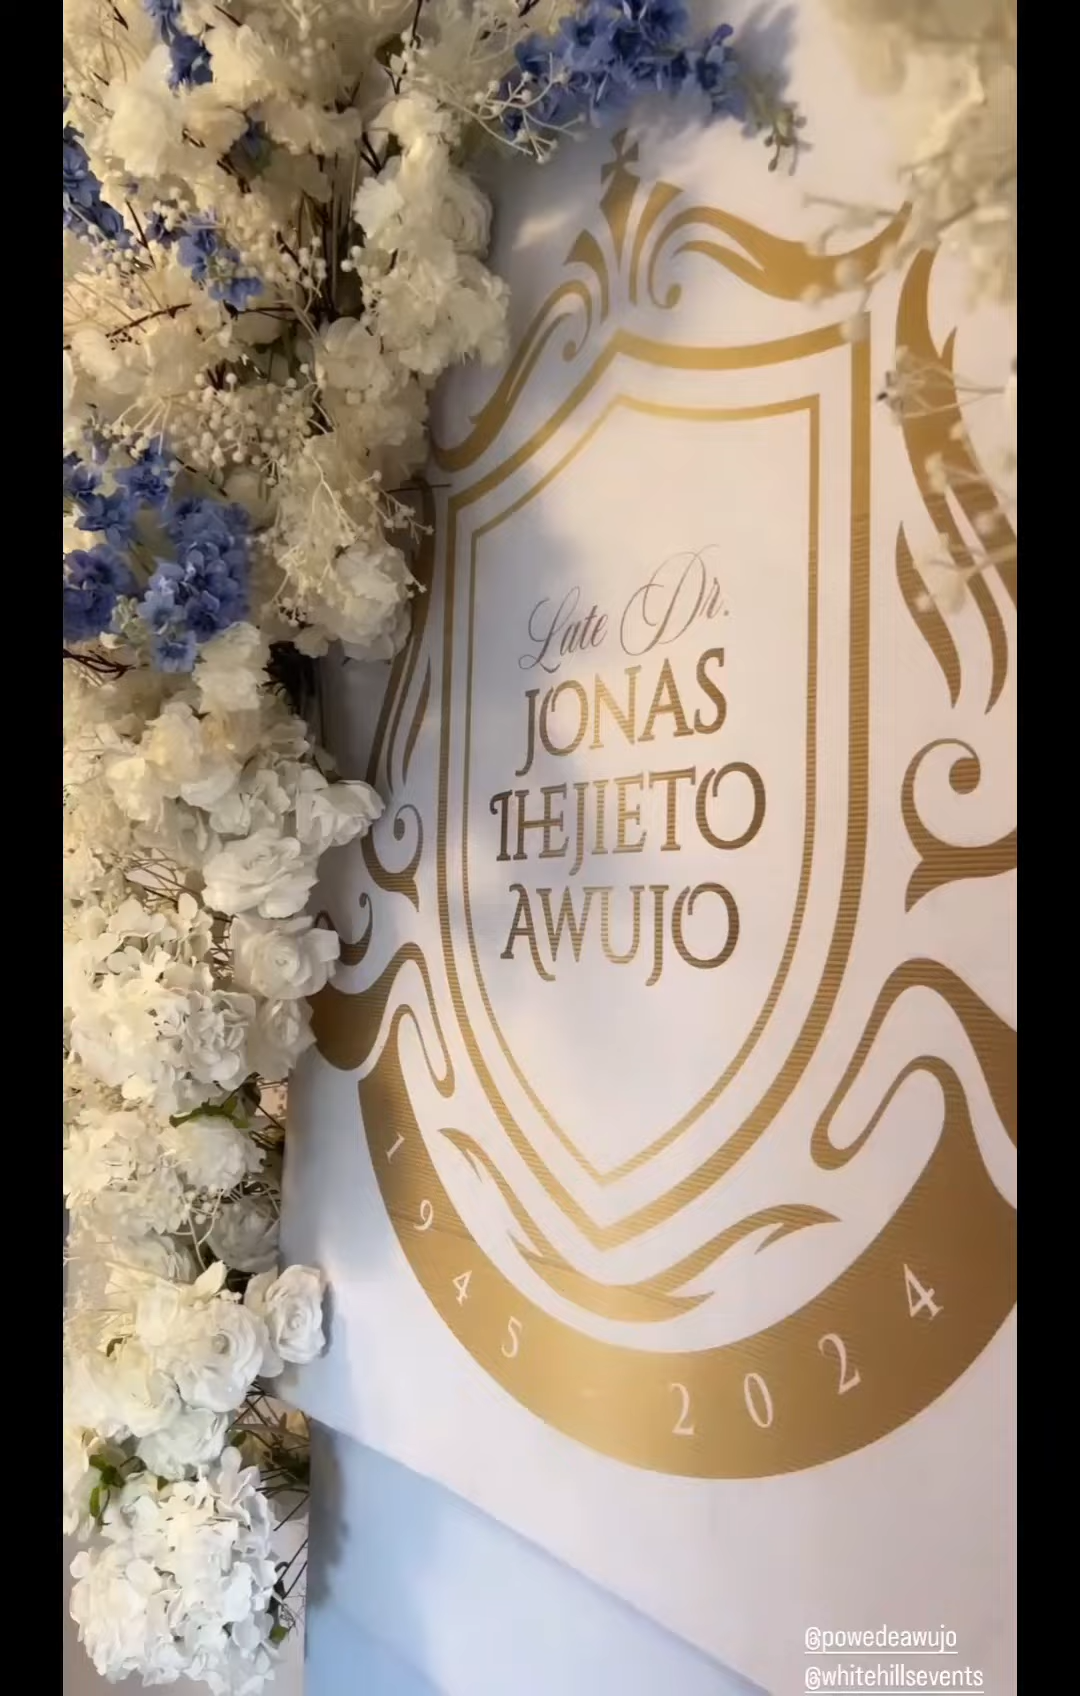 Late Dr.
JONAS
IHEJIETO
AWUJO
1945 2024
@powedeawujo
@whitehillsevents